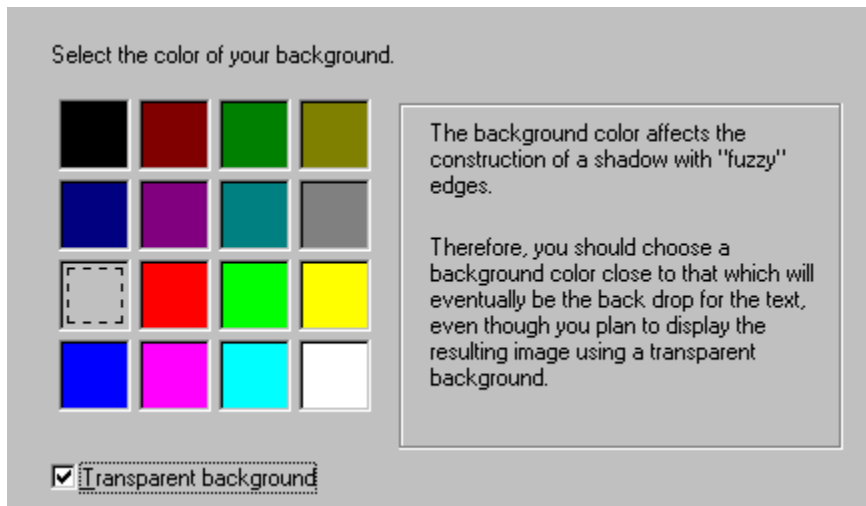 Select the color of your background.
The background color affects the
construction of a shadow with "fuzzy"
edges.
Therefore, you should choose a
background color close to that which will
eventually be the back drop for the text,
even though you plan to display the
resulting image using a transparent
background.
Transparent background